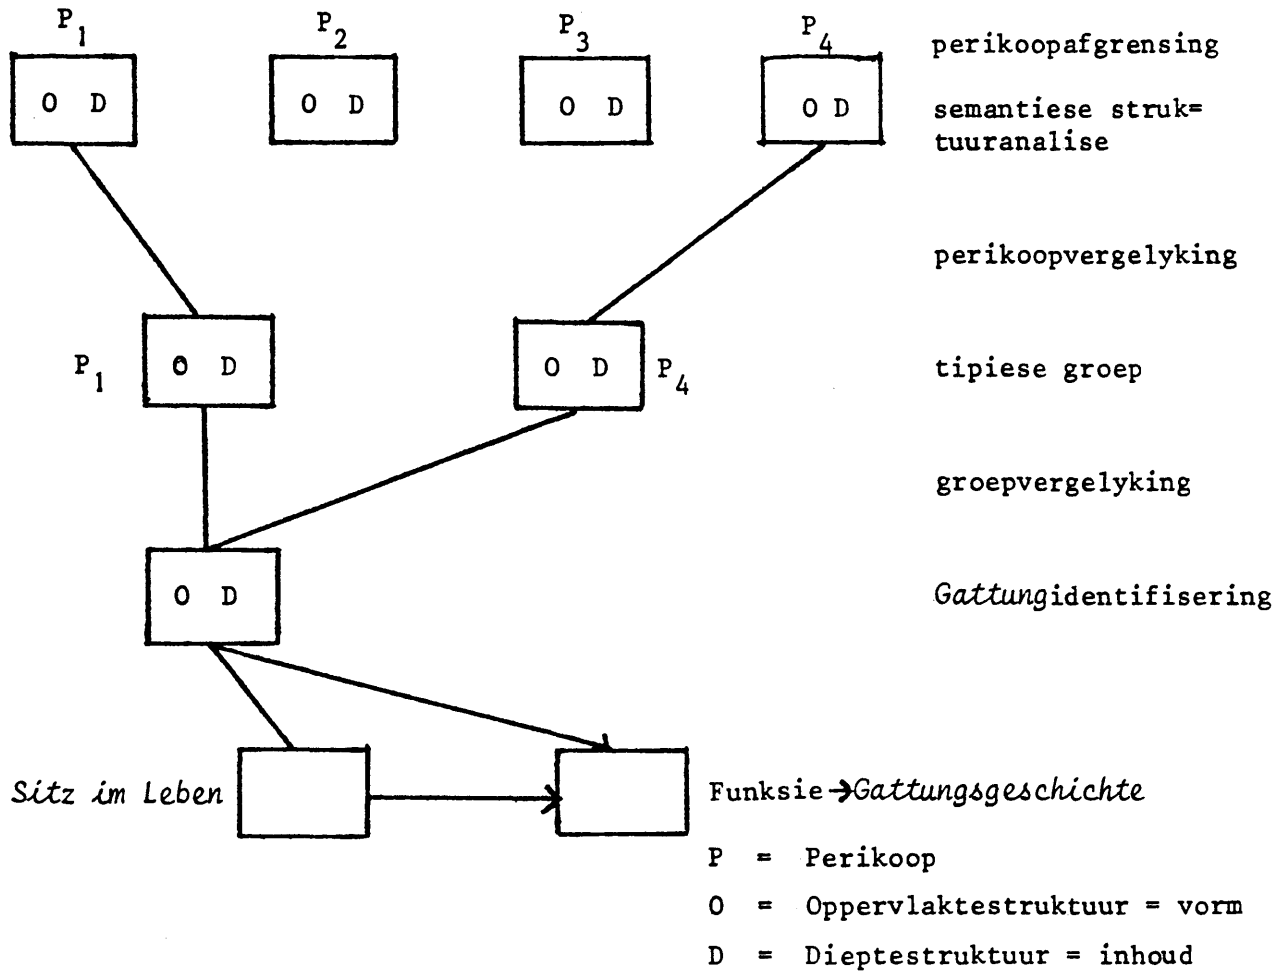 P1 P2 P3 P4 perikoopafgrensing
O D O D O D O D semantiese struk=
tuuranalise
perikoopvergelyking
P1 O D O D P4 tipiese groep
groepvergelyking
O D Gattungidentifisering
Sitz im Leben Funksie→Gattungsgeschichte
P = Perikoop
O = Oppervlaktestruktuur = vorm
D = Dieptestruktuur = inhoud